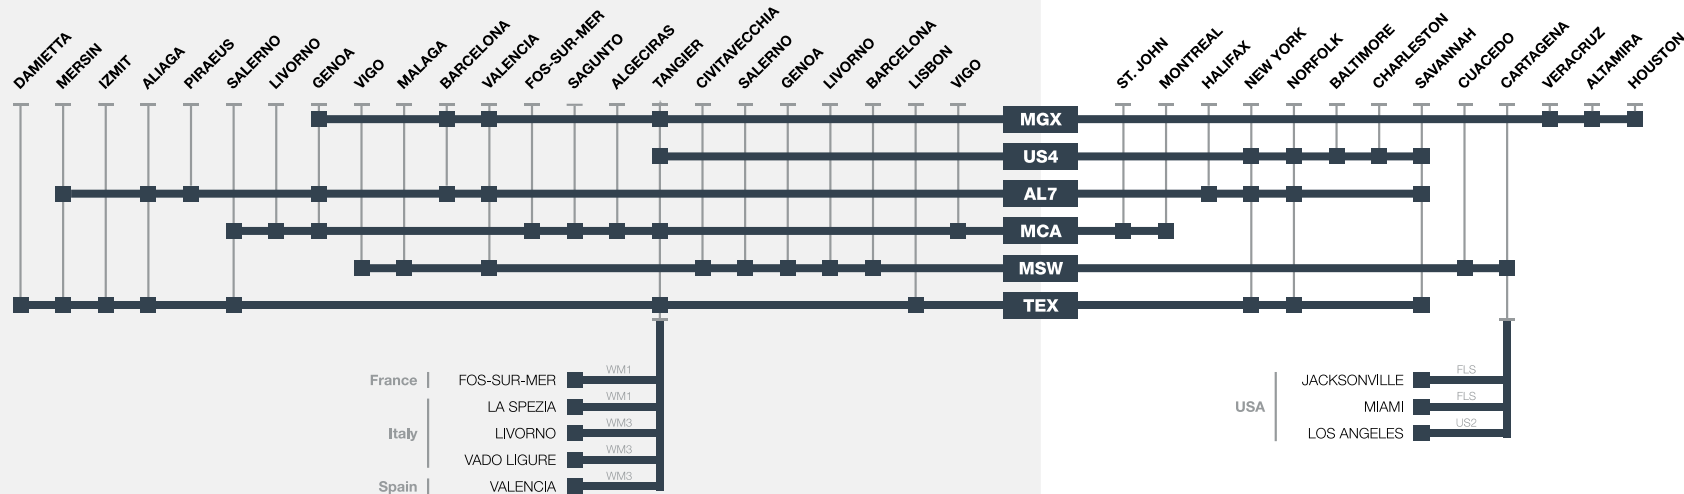 DAMIETTA
MERSIN
IZMIT
ALIAGA
PIRAEUS
SALERNO
LIVORNO
GENOA
VIGO
MALAGA
BARCELONA
VALENCIA
FOS-SUR-MER
SAGUNTO
ALGECIRAS
TANGIER
CIVITAVECCHIA
SALERNO
GENOA
LIVORNO
BARCELONA
LISBON
VIGO
ST. JOHN
MONTREAL
HALIFAX
NEW YORK
NORFOLK
BALTIMORE
CHARLESTON
SAVANNAH
CUACEDO
CARTAGENA
VERACRUZ
ALTAMIRA
HOUSTON
MGX
US4
AL7
MCA
MSW
TEX
France FOS-SUR-MER WM1
LA SPEZIA WM1
Italy LIVORNO WM3
VADO LIGURE WM3
Spain VALENCIA WM3
JACKSONVILLE FLS
USA MIAMI FLS
LOS ANGELES US2